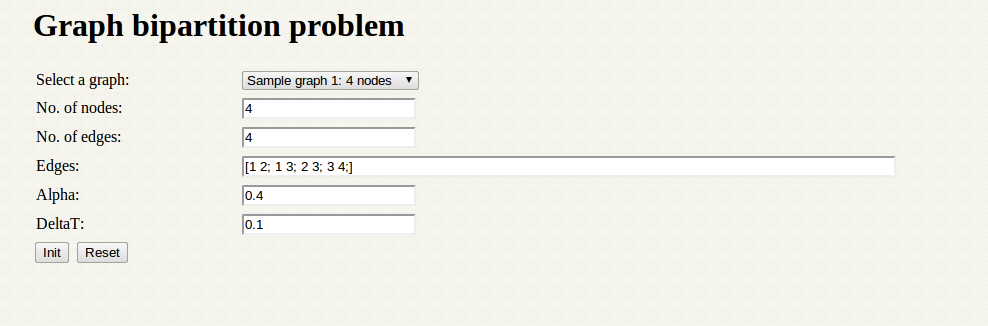 Graph bipartition problem
Select a graph: Sample graph 1: 4 nodes
No. of nodes: 4
No. of edges: 4
Edges: [1 2; 1 3; 2 3; 3 4;]
Alpha: 0.4
DeltaT: 0.1
Init Reset